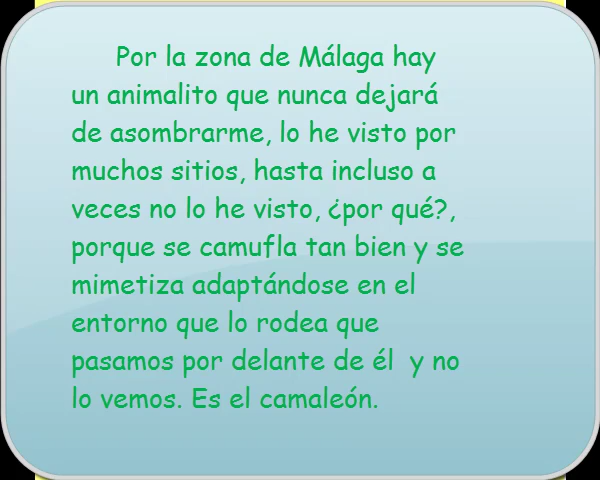 Por la zona de Málaga hay
un animalito que nunca dejará
de asombrarme, lo he visto por
muchos sitios, hasta incluso a
veces no lo he visto, ¿por qué?,
porque se camufla tan bien y se
mimetiza adaptándose en el
entorno que lo rodea que
pasamos por delante de él  y no
lo vemos. Es el camaleón.